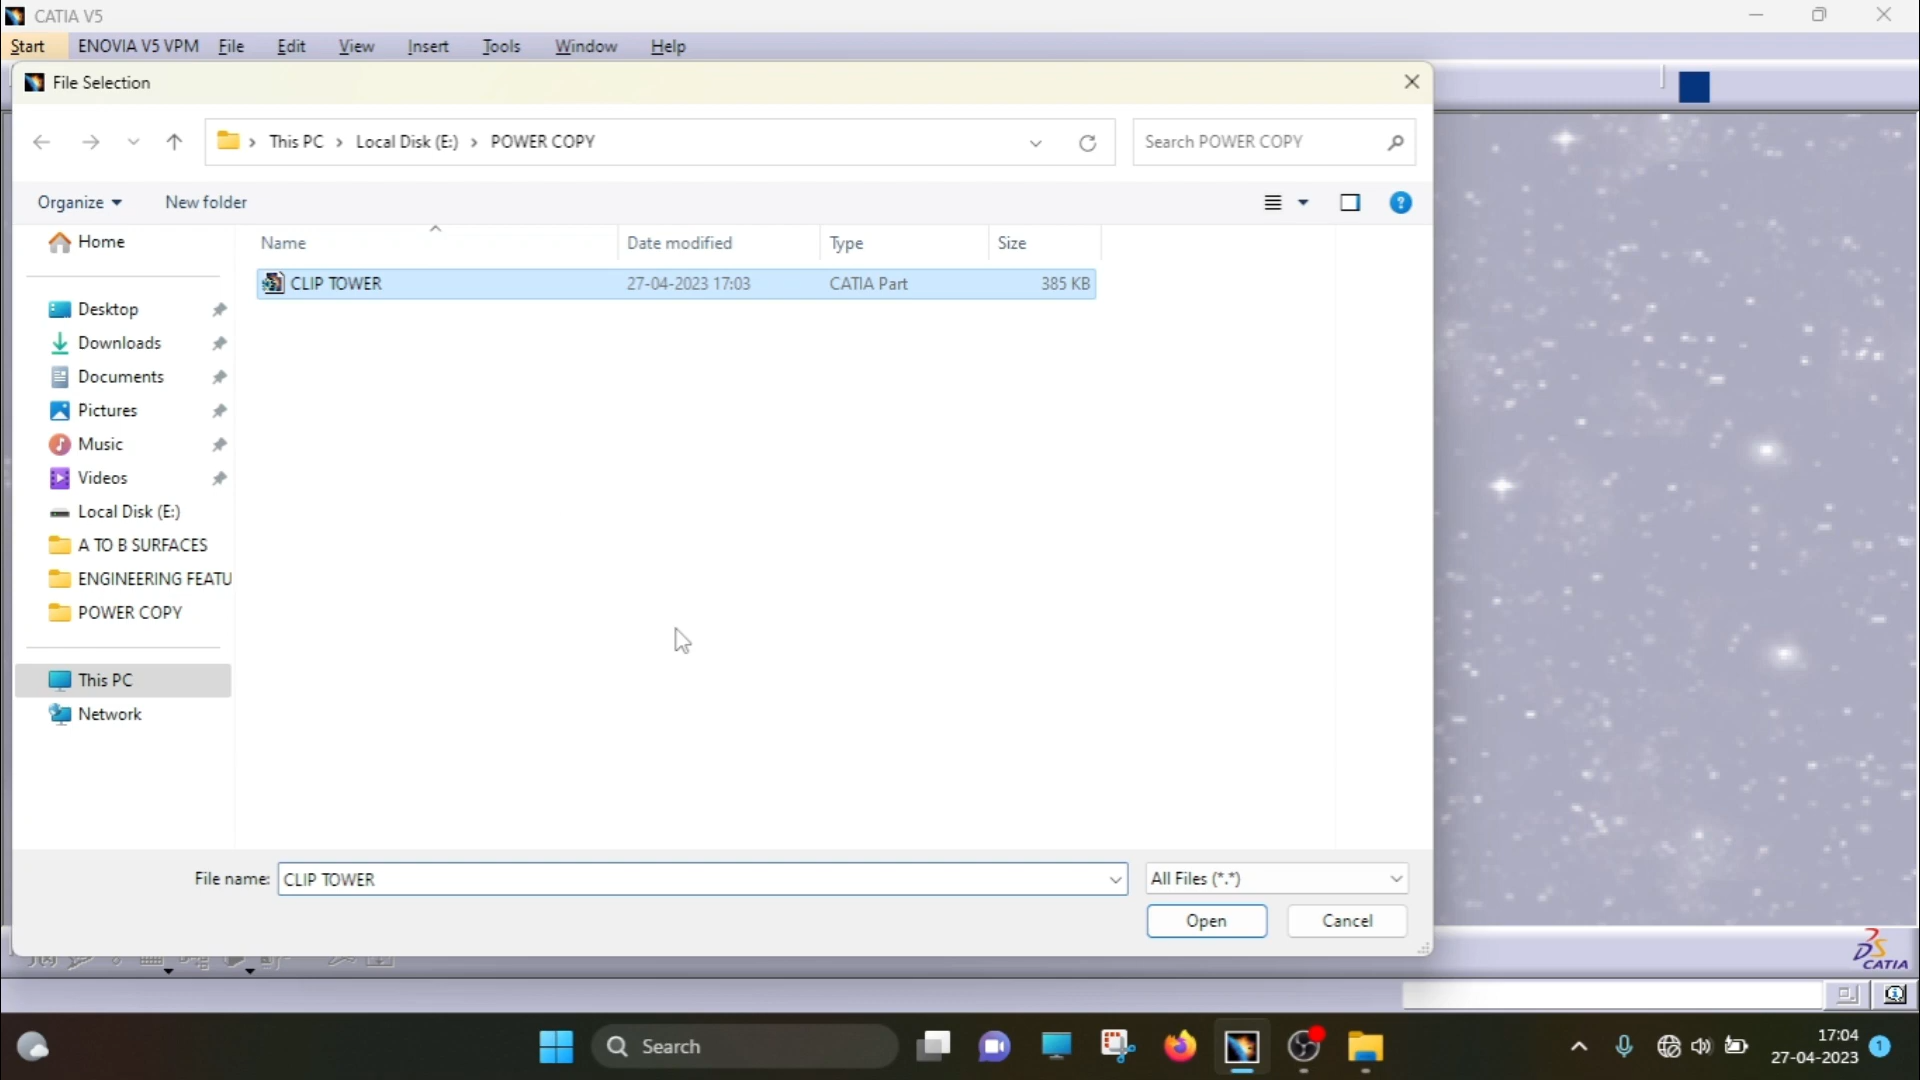 CATIA V5
Start ENOVIA V5 VPM File Edit View Insert Tools Window Help
File Selection
This PC Local Disk (E:) POWER COPY Search POWER COPY
Organize New folder
Home
Name Date modified Type Size
CLIP TOWER 27-04-2023 17:03 CATIA Part 385 KB
Desktop
Downloads
Documents
Pictures
Music
Videos
Local Disk (E:)
A TO B SURFACES
ENGINEERING FEATU
POWER COPY
This PC
Network
File name: CLIP TOWER All Files (*.*)
Open Cancel
DS CATIA
Search
17:04
27-04-2023 1